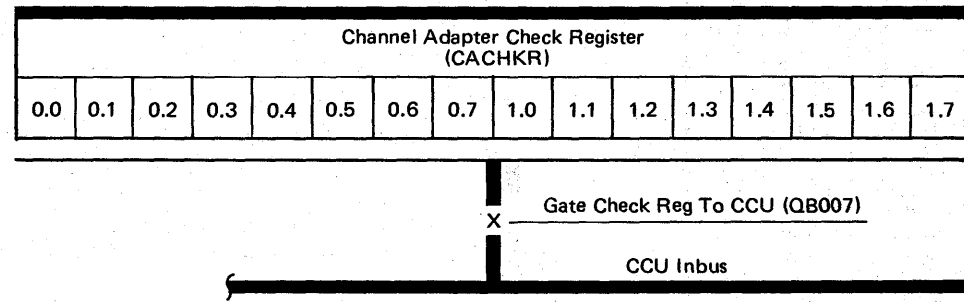 Channel Adapter Check Register
(CACHKR)
0.0 0.1 0.2 0.3 0.4 0.5 0.6 0.7 1.0 1.1 1.2 1.3 1.4 1.5 1.6 1.7
X Gate Check Reg To CCU (QB007)
CCU Inbus